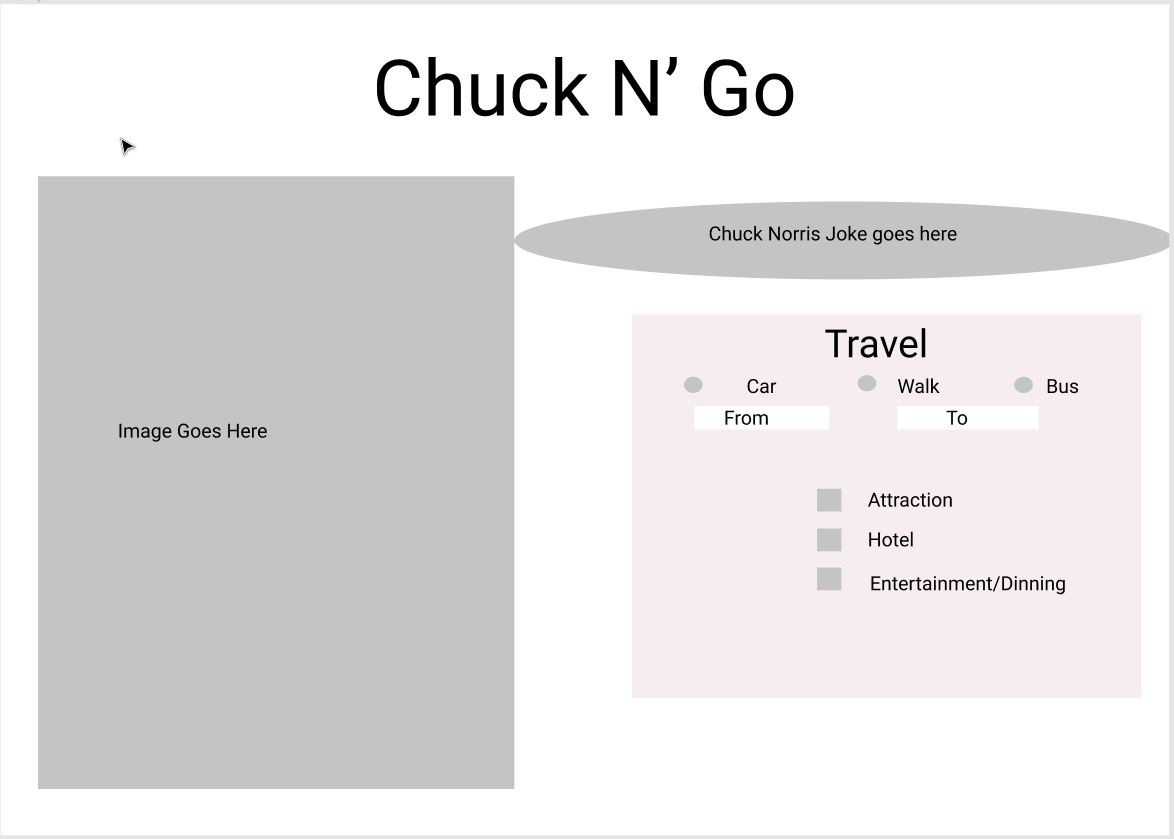 Chuck N’ Go
Chuck Norris Joke goes here
Image Goes Here
Travel
Car Walk Bus
From To
Attraction
Hotel
Entertainment/Dinning